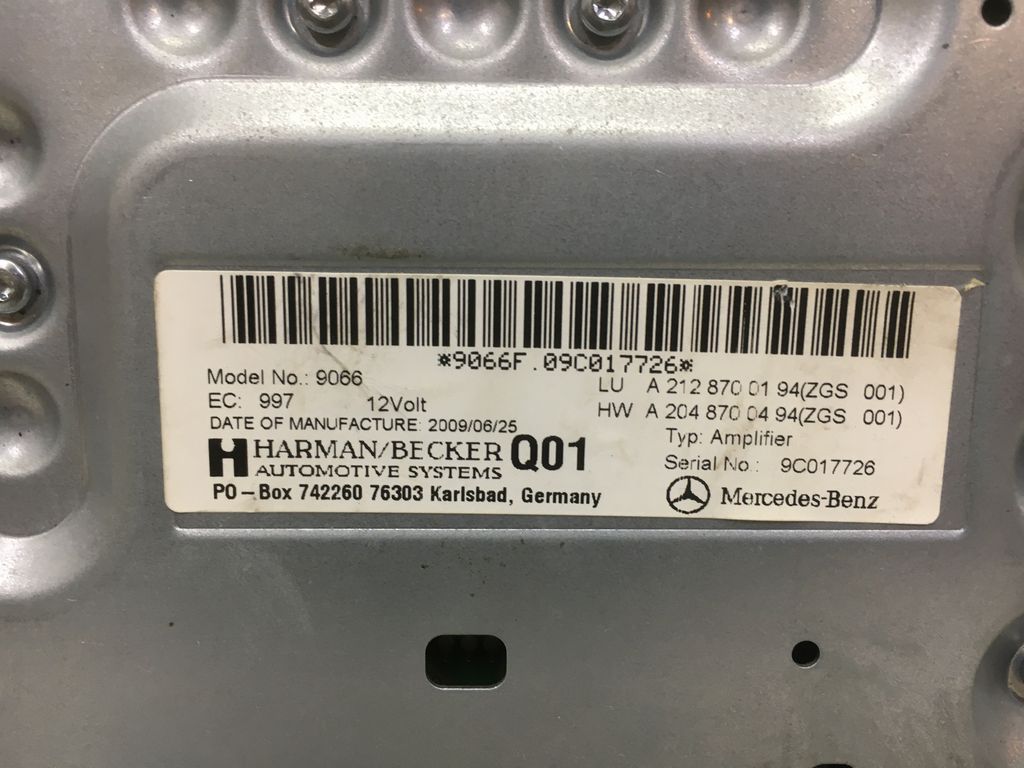 *9066F.09C017726*
Model No.: 9066
LU A 212 870 01 94(ZGS 001)
EC: 997 12Volt
HW A 204 870 04 94(ZGS 001)
DATE OF MANUFACTURE: 2009/06/25
Typ: Amplifier
HARMAN/BECKER Q01
AUTOMOTIVE SYSTEMS
Serial No.: 9C017726
PO-Box 742260 76303 Karlsbad, Germany
Mercedes-Benz